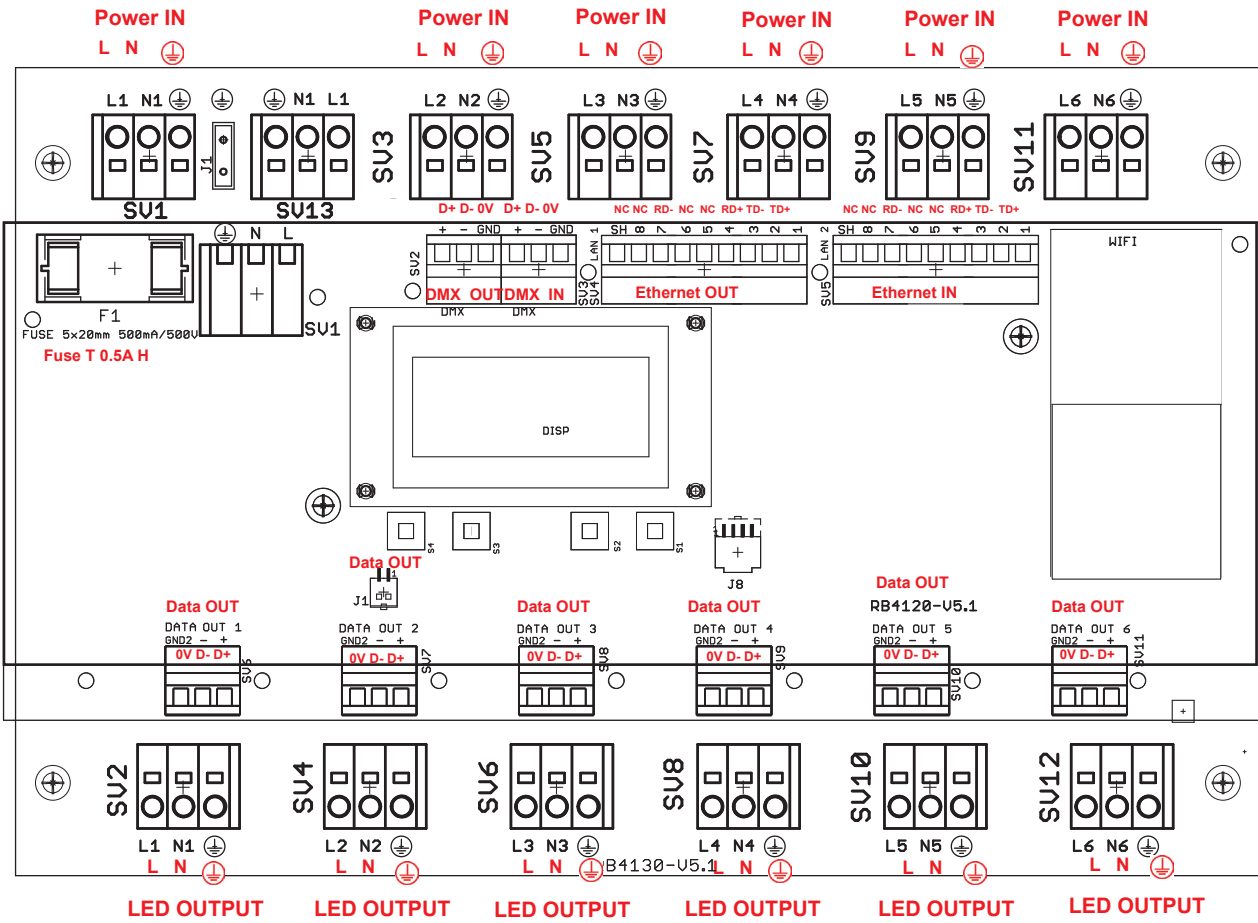 Power IN Power IN Power IN Power IN Power IN Power IN
L N L N L N L N L N L N
L1 N1 N1 L1 L2 N2 L3 N3 L4 N4 L5 N5 L6 N6
J1 SV3 SV5 SV7 SV9 SV11
SV1 SV13
D+ D- 0V D+ D- 0V NC NC RD- NC NC RD+ TD- TD+ NC NC RD- NC NC RD+ TD- TD+
N L SV2 + - GND + - GND LAN 1 SH 8 7 6 5 4 3 2 1 LAN 2 SH 8 7 6 5 4 3 2 1 WIFI
DMX OUT DMX IN SV3 SV4 Ethernet OUT SV5 Ethernet IN
DMX DMX
F1 SV1
FUSE 5x20mm 500mA/500V
Fuse T 0.5A H
DISP
S4 S3 S2 S1
Data OUT
J1 1 J8 1
Data OUT
Data OUT Data OUT Data OUT RB4120-V5.1 Data OUT
DATA OUT 1 DATA OUT 2 DATA OUT 3 DATA OUT 4 DATA OUT 5 DATA OUT 6
GND2 - + GND2 - + GND2 - + GND2 - + GND2 - + GND2 - +
0V D- D+ SV6 0V D- D+ SV7 0V D- D+ SV8 0V D- D+ SV9 0V D- D+ SV10 0V D- D+ SV11
SV2 SV4 SV6 SV8 SV10 SV12
L1 N1 L2 N2 L3 N3 L4 N4 L5 N5 L6 N6
L N L N L N B4130-V5.1 L N L N L N
LED OUTPUT LED OUTPUT LED OUTPUT LED OUTPUT LED OUTPUT LED OUTPUT